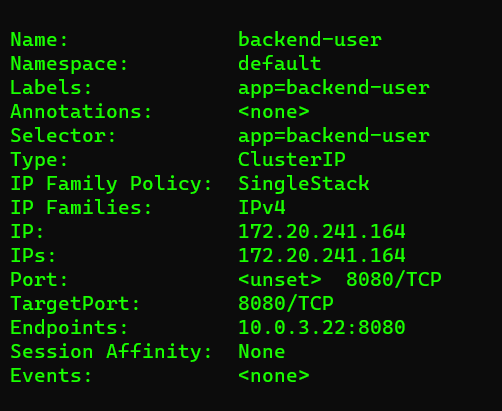 Name: backend-user
Namespace: default
Labels: app=backend-user
Annotations: <none>
Selector: app=backend-user
Type: ClusterIP
IP Family Policy: SingleStack
IP Families: IPv4
IP: 172.20.241.164
IPs: 172.20.241.164
Port: <unset> 8080/TCP
TargetPort: 8080/TCP
Endpoints: 10.0.3.22:8080
Session Affinity: None
Events: <none>